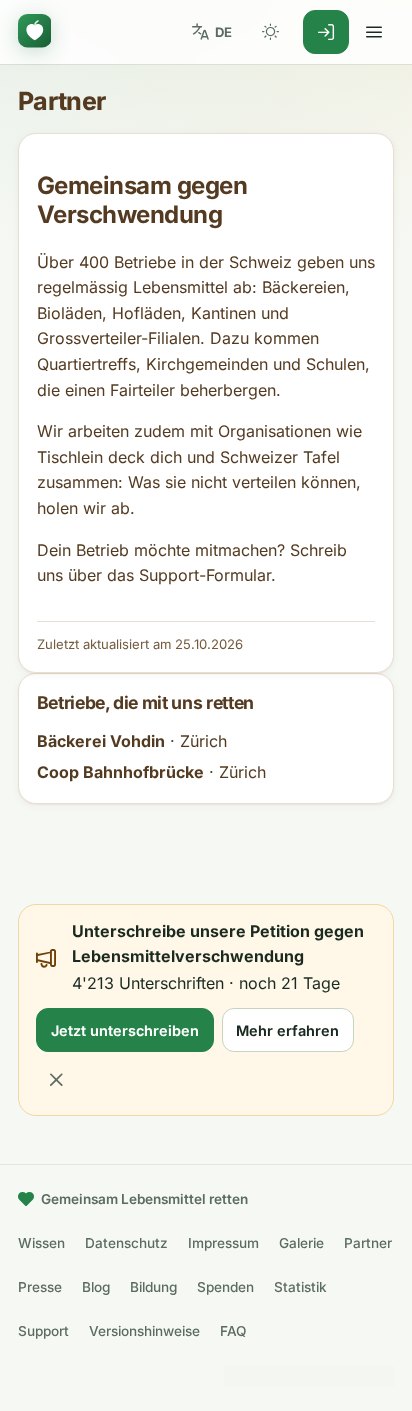 DE
Partner
Gemeinsam gegen
Verschwendung
Über 400 Betriebe in der Schweiz geben uns
regelmässig Lebensmittel ab: Bäckereien,
Bioläden, Hofläden, Kantinen und
Grossverteiler-Filialen. Dazu kommen
Quartiertreffs, Kirchgemeinden und Schulen,
die einen Fairteiler beherbergen.
Wir arbeiten zudem mit Organisationen wie
Tischlein deck dich und Schweizer Tafel
zusammen: Was sie nicht verteilen können,
holen wir ab.
Dein Betrieb möchte mitmachen? Schreib
uns über das Support-Formular.
Zuletzt aktualisiert am 25.10.2026
Betriebe, die mit uns retten
Bäckerei Vohdin · Zürich
Coop Bahnhofbrücke · Zürich
Unterschreibe unsere Petition gegen
Lebensmittelverschwendung
4'213 Unterschriften · noch 21 Tage
Jetzt unterschreiben Mehr erfahren
Gemeinsam Lebensmittel retten
Wissen Datenschutz Impressum Galerie Partner
Presse Blog Bildung Spenden Statistik
Support Versionshinweise FAQ